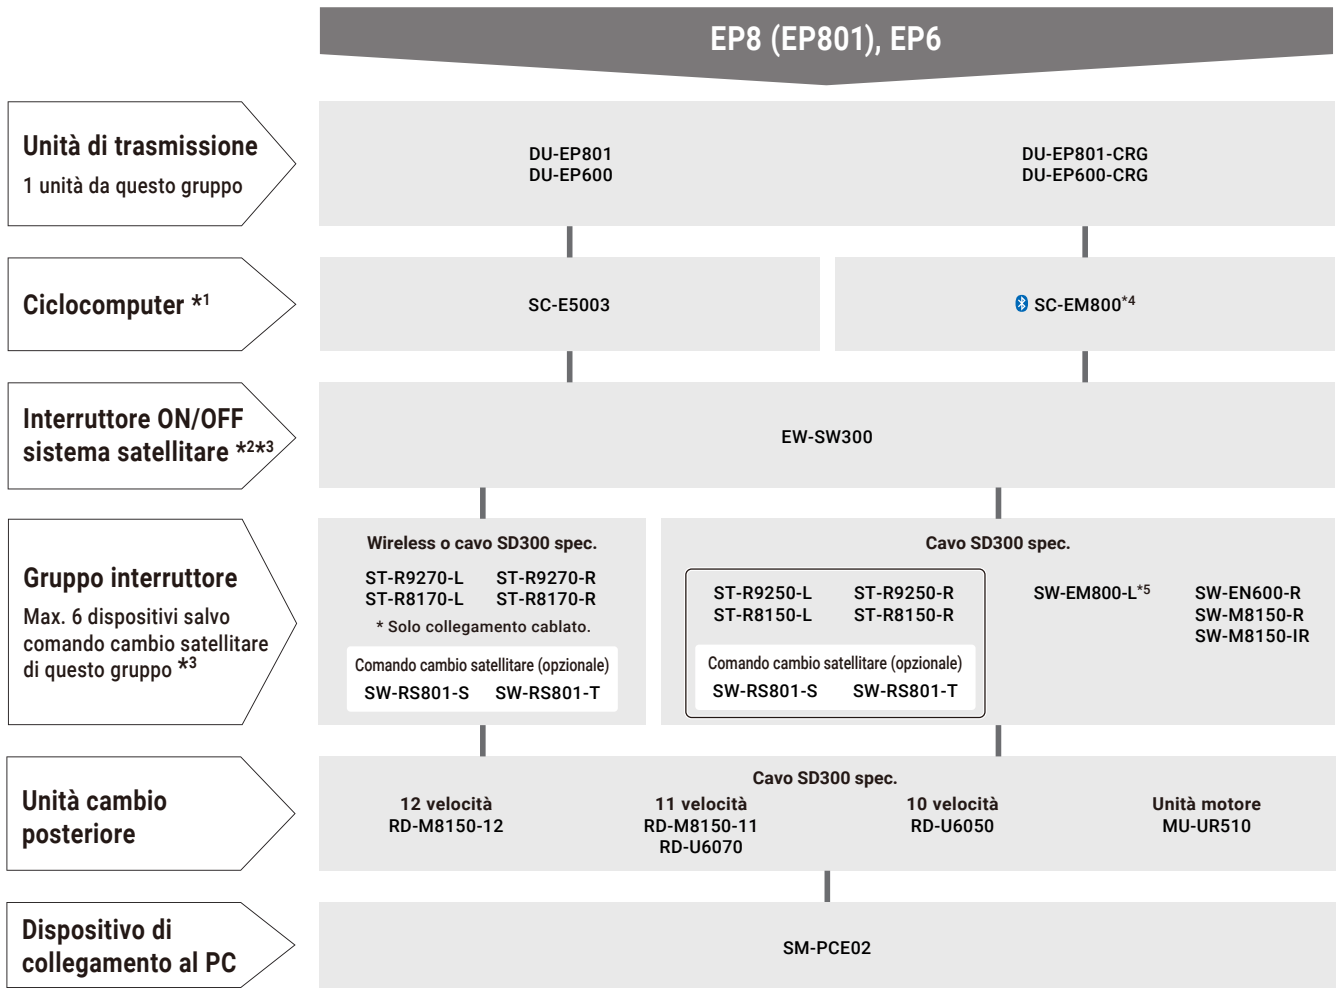 EP8 (EP801), EP6
Unità di trasmissione
1 unità da questo gruppo
DU-EP801
DU-EP600
DU-EP801-CRG
DU-EP600-CRG
Ciclocomputer *1
SC-E5003
SC-EM800*4
Interruttore ON/OFF
sistema satellitare *2*3
EW-SW300
Gruppo interruttore
Max. 6 dispositivi salvo
comando cambio satellitare
di questo gruppo *3
Wireless o cavo SD300 spec.
ST-R9270-L ST-R9270-R
ST-R8170-L ST-R8170-R
* Solo collegamento cablato.
Comando cambio satellitare (opzionale)
SW-RS801-S SW-RS801-T
Cavo SD300 spec.
ST-R9250-L ST-R9250-R
ST-R8150-L ST-R8150-R
Comando cambio satellitare (opzionale)
SW-RS801-S SW-RS801-T
SW-EM800-L*5
SW-EN600-R
SW-M8150-R
SW-M8150-IR
Unità cambio
posteriore
Cavo SD300 spec.
12 velocità
RD-M8150-12
11 velocità
RD-M8150-11
RD-U6070
10 velocità
RD-U6050
Unità motore
MU-UR510
Dispositivo di
collegamento al PC
SM-PCE02